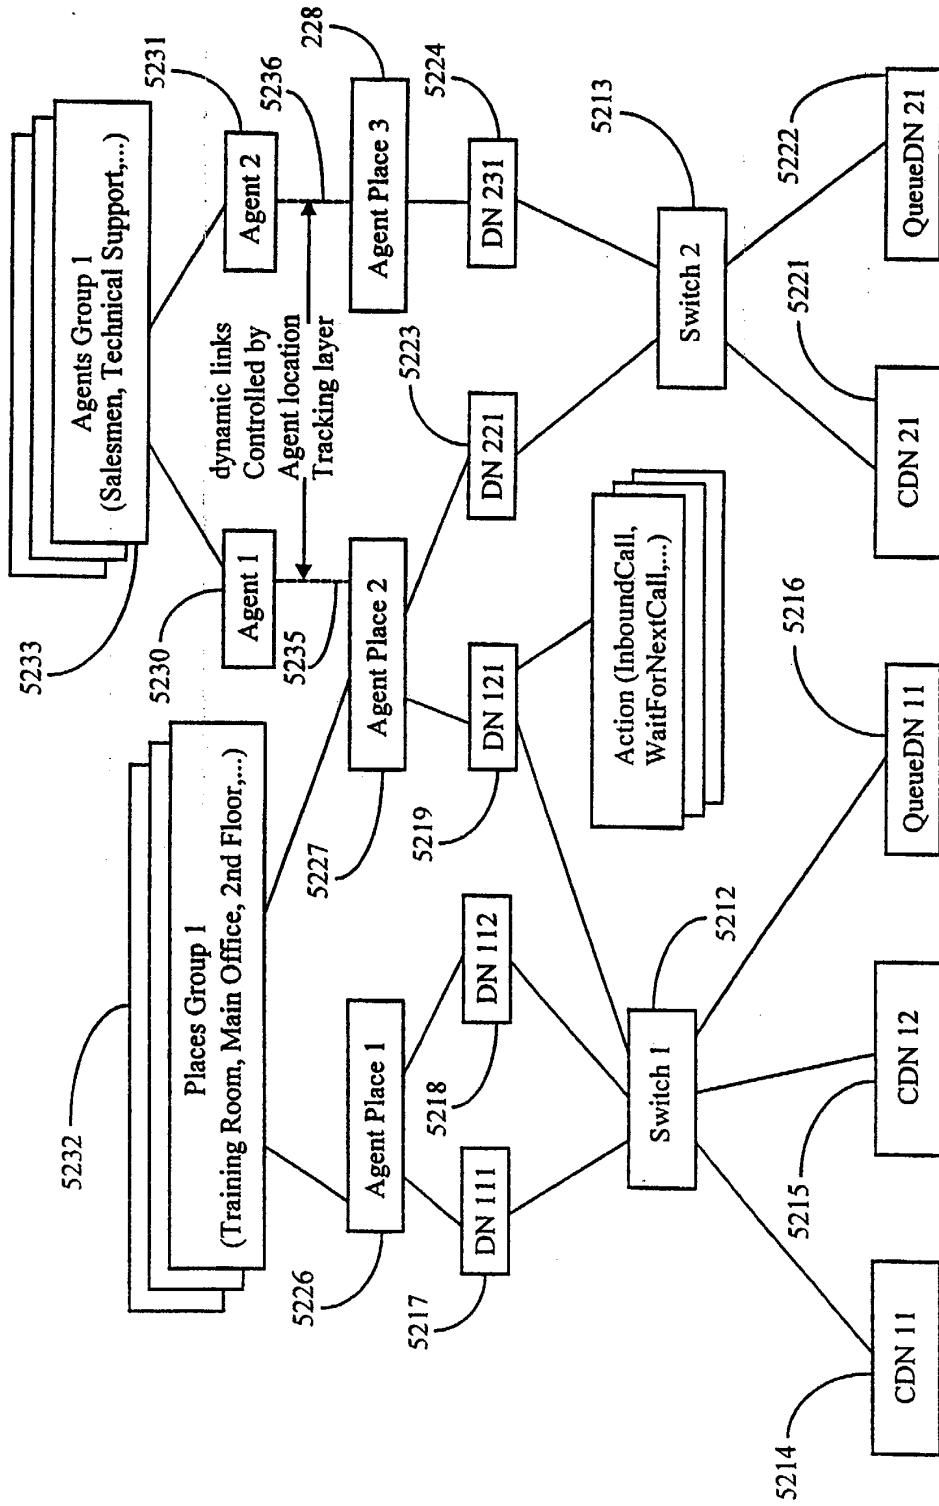 5232
Places Group 1
(Training Room, Main Office, 2nd Floor,...)
5233
Agents Group 1
(Salesmen, Technical Support,...)
5230
Agent 1
5231
Agent 2
5235
dynamic links
Controlled by
Agent location
Tracking layer
5236
5226
Agent Place 1
5227
Agent Place 2
228
Agent Place 3
5217
DN 111
5218
DN 112
5219
DN 121
5223
DN 221
5224
DN 231
Action (InboundCall,
WaitForNextCall,...)
Switch 1
5212
Switch 2
5213
5214
CDN 11
5215
CDN 12
5216
QueueDN 11
5221
CDN 21
5222
QueueDN 21